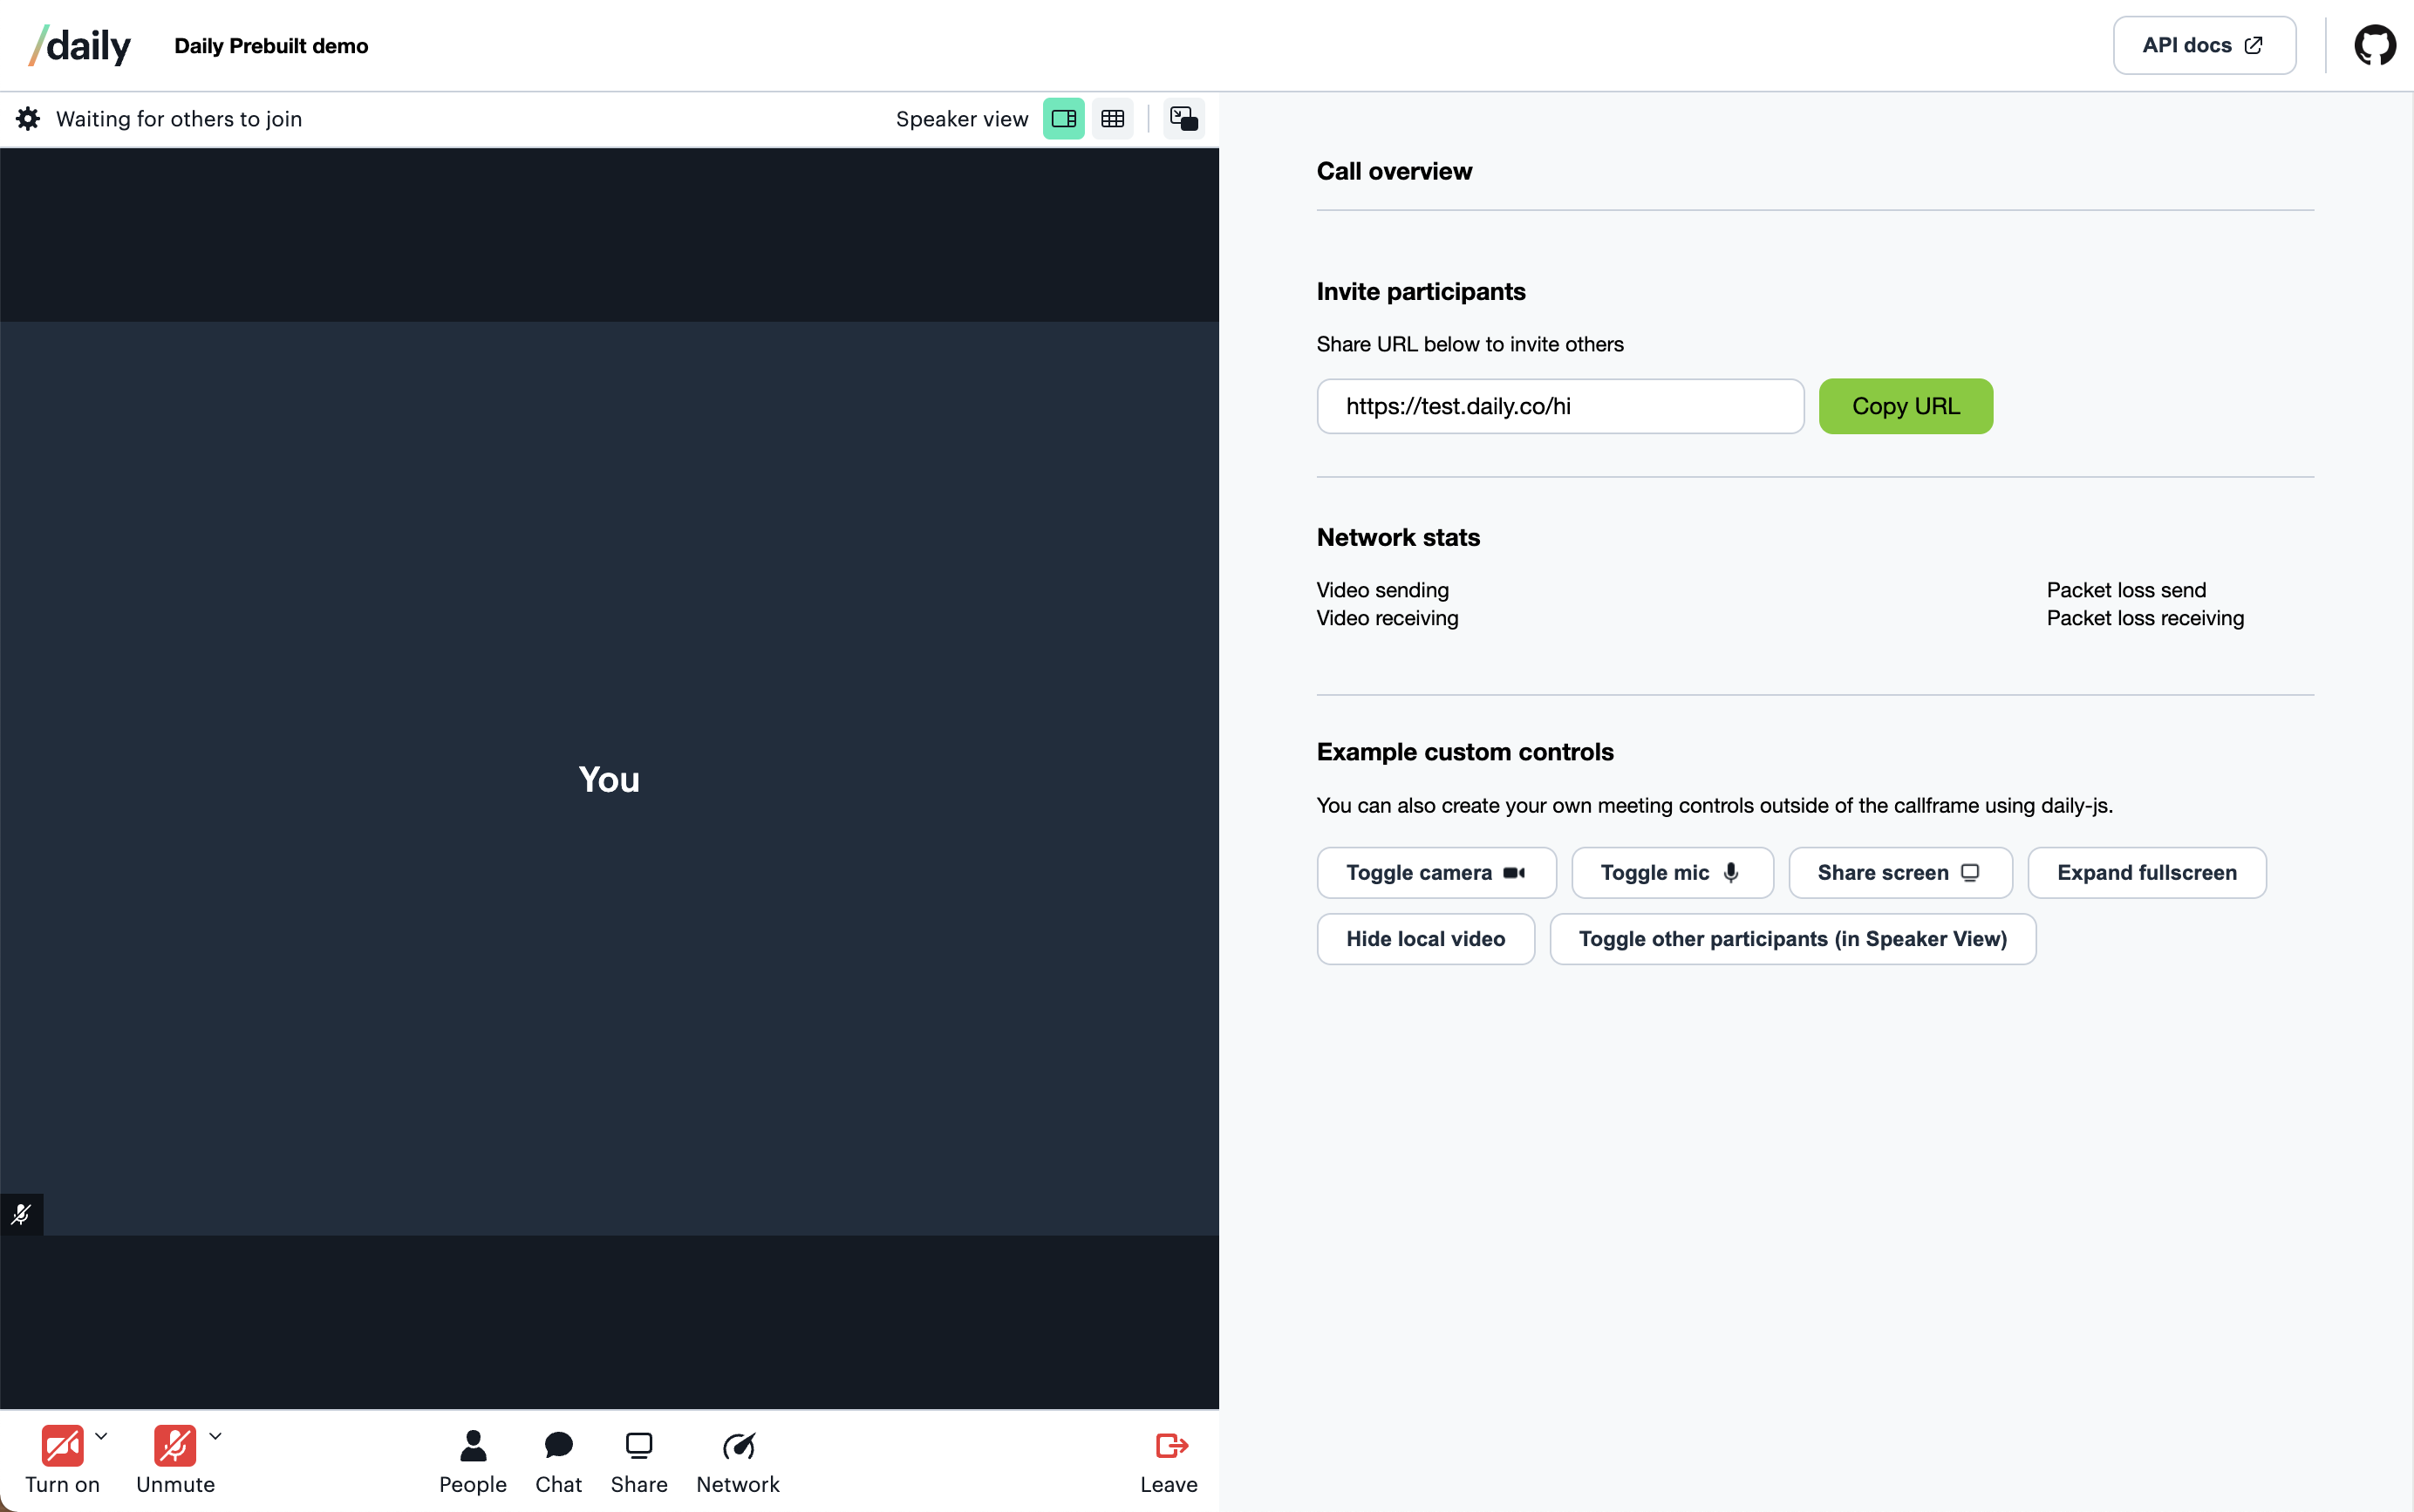 /daily
Daily Prebuilt demo
API docs
Waiting for others to join
Speaker view
You
Turn on
Unmute
People
Chat
Share
Network
Leave
Call overview
Invite participants
Share URL below to invite others
https://test.daily.co/hi
Copy URL
Network stats
Video sending
Packet loss send
Video receiving
Packet loss receiving
Example custom controls
You can also create your own meeting controls outside of the callframe using daily-js.
Toggle camera
Toggle mic
Share screen
Expand fullscreen
Hide local video
Toggle other participants (in Speaker View)